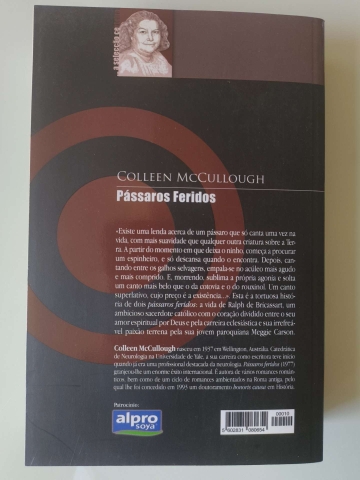 a selecção de
COLLEEN MCCULLOUGH
Pássaros Feridos
«Existe uma lenda acerca de um pássaro que só canta uma vez na
vida, com mais suavidade que qualquer outra criatura sobre a Ter-
ra. A partir do momento em que deixa o ninho, começa a procurar
um espinheiro, e só descansa quando o encontra. Depois, can-
tando entre os galhos selvagens, empala-se no acúleo mais agudo
e mais comprido. E, morrendo, sublima a própria agonia e solta
um canto mais belo que o da cotovia e o do rouxinol. Um canto
superlativo, cujo preço é a existência...» Esta é a tortuosa histó-
ria de dois pássaros feridos: a vida de Ralph de Bricassart, um
ambicioso sacerdote católico com o coração dividido entre o seu
amor espiritual por Deus e pela carreira eclesiástica e sua irrefreá-
vel paixão terrena pela sua jovem paroquiana Meggie Carson.
Colleen McCullough nasceu em 1937 em Wellington, Austrália. Catedrática
de Neurologia na Universidade de Yale, a sua carreira como escritora teve início
quando já era uma profissional destacada da neurologia. Pássaros feridos (1977)
granjeou-lhe um enorme êxito internacional. É autora de vários romances român-
ticos, bem como de um ciclo de romances ambientados na Roma antiga, pelo
qual lhe foi concedido em 1993 um doutoramento honoris causa em História.
Patrocínio:
alpro
soya
02010